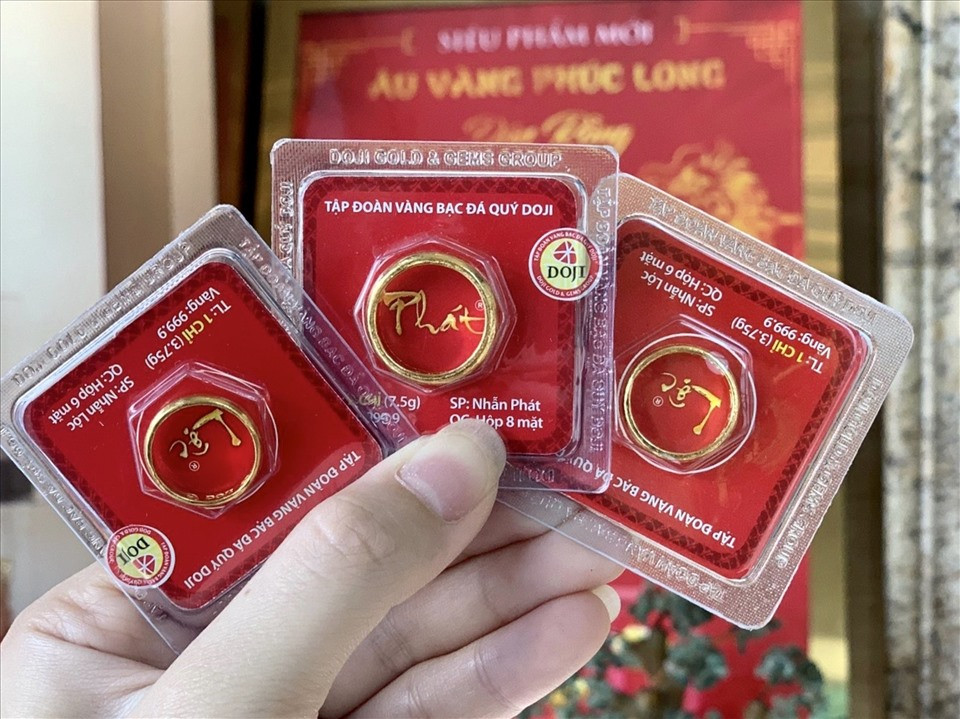 SIÊU PHẨM MỚI
ÂU VÀNG PHÚC LONG
DOJI GOLD & GEMS GROUP
TẬP ĐOÀN VÀNG BẠC ĐÁ QUÝ DOJI
DOJI
Phát®
CHỈ (7,5g)
SP: Nhẫn Phát
QC: Hộp 8 mặt
TL: 1 CHỈ (3,75g)
Vàng: 999.9
SP: Nhẫn Lộc
QC: Hộp 6 mặt
Lộc
®
TẬP ĐOÀN VÀNG BẠC ĐÁ QUÝ DOJI
DOJI
TL: 1 CHỈ (3,75g)
Vàng: 999.9
SP: Nhẫn Lộc
QC: Hộp 6 mặt
Lộc
®
TẬP ĐOÀN VÀNG BẠC ĐÁ QUÝ